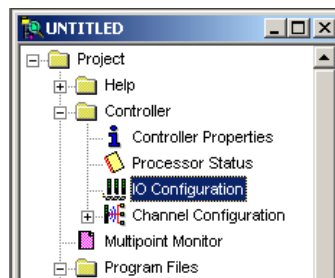 UNTITLED
Project
Help
Controller
Controller Properties
Processor Status
IO Configuration
Channel Configuration
Multipoint Monitor
Program Files